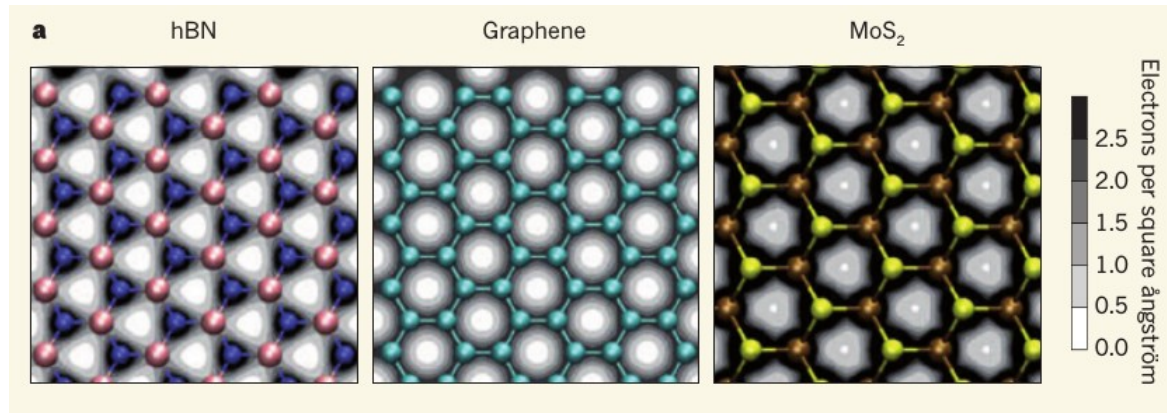 a
hBN
Graphene
MoS₂
Electrons per square ångström
2.5
2.0
1.5
1.0
0.5
0.0